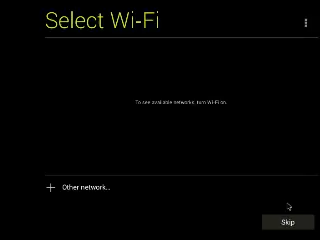 Select Wi-Fi
To see available networks, turn Wi-Fi on.
Other network...
Skip